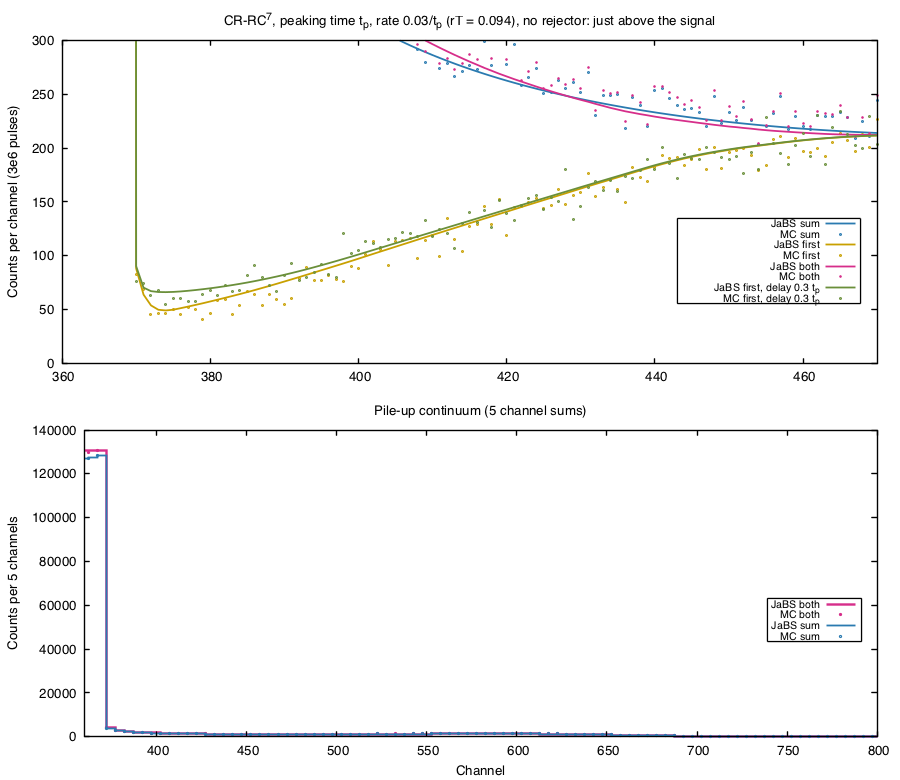 CR-RC⁷, peaking time tₚ, rate 0.03/tₚ (rT = 0.094), no rejector: just above the signal
Counts per channel (3e6 pulses)
300
250
200
150
100
50
0
360
380
400
420
440
460
JaBS sum
MC sum
JaBS first
MC first
JaBS both
MC both
JaBS first, delay 0.3 tₚ
MC first, delay 0.3 tₚ
Pile-up continuum (5 channel sums)
Counts per 5 channels
140000
120000
100000
80000
60000
40000
20000
0
400
450
500
550
600
650
700
750
800
Channel
JaBS both
MC both
JaBS sum
MC sum